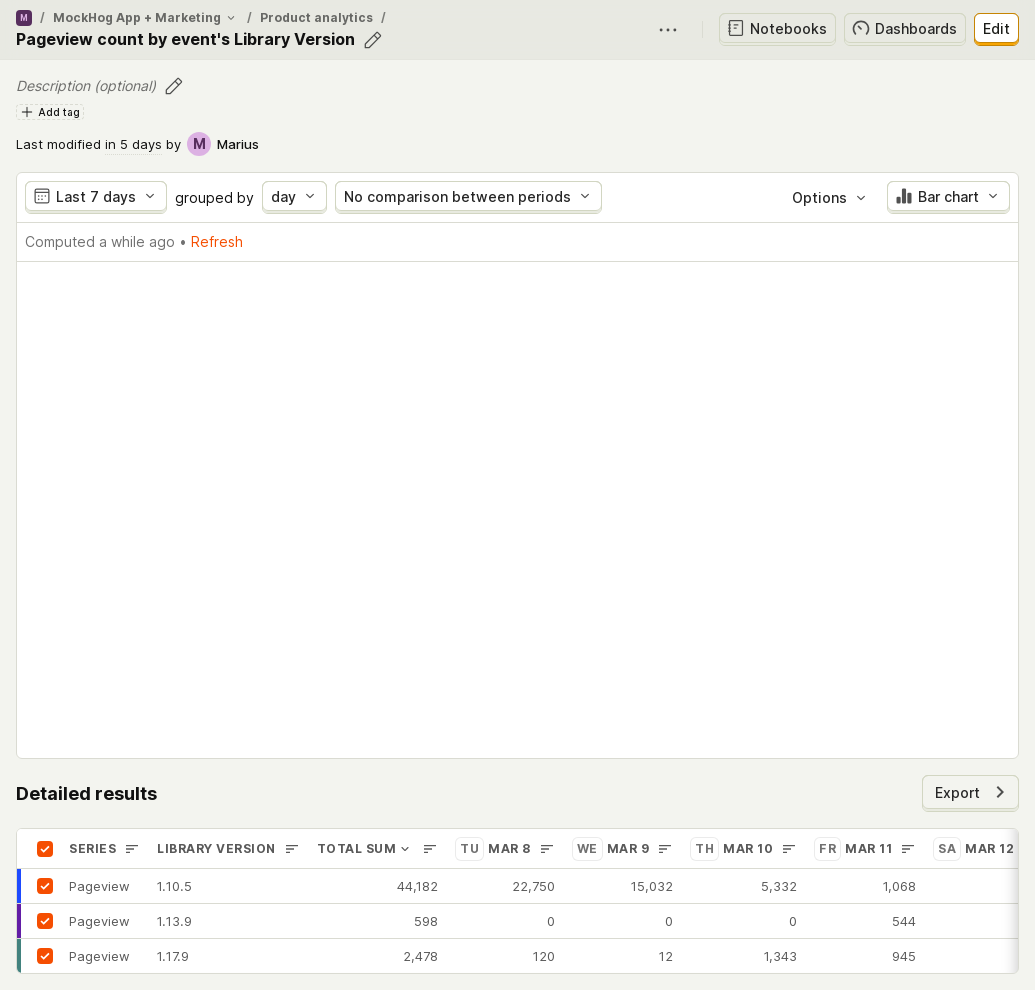 M / MockHog App + Marketing / Product analytics /
Pageview count by event's Library Version
Notebooks Dashboards Edit
Description (optional)
Add tag
Last modified in 5 days by M Marius
Last 7 days grouped by day No comparison between periods Options Bar chart
Computed a while ago • Refresh
Detailed results
Export
SERIES LIBRARY VERSION TOTAL SUM TU MAR 8 WE MAR 9 TH MAR 10 FR MAR 11 SA MAR 12
Pageview 1.10.5 44,182 22,750 15,032 5,332 1,068
Pageview 1.13.9 598 0 0 0 544
Pageview 1.17.9 2,478 120 12 1,343 945